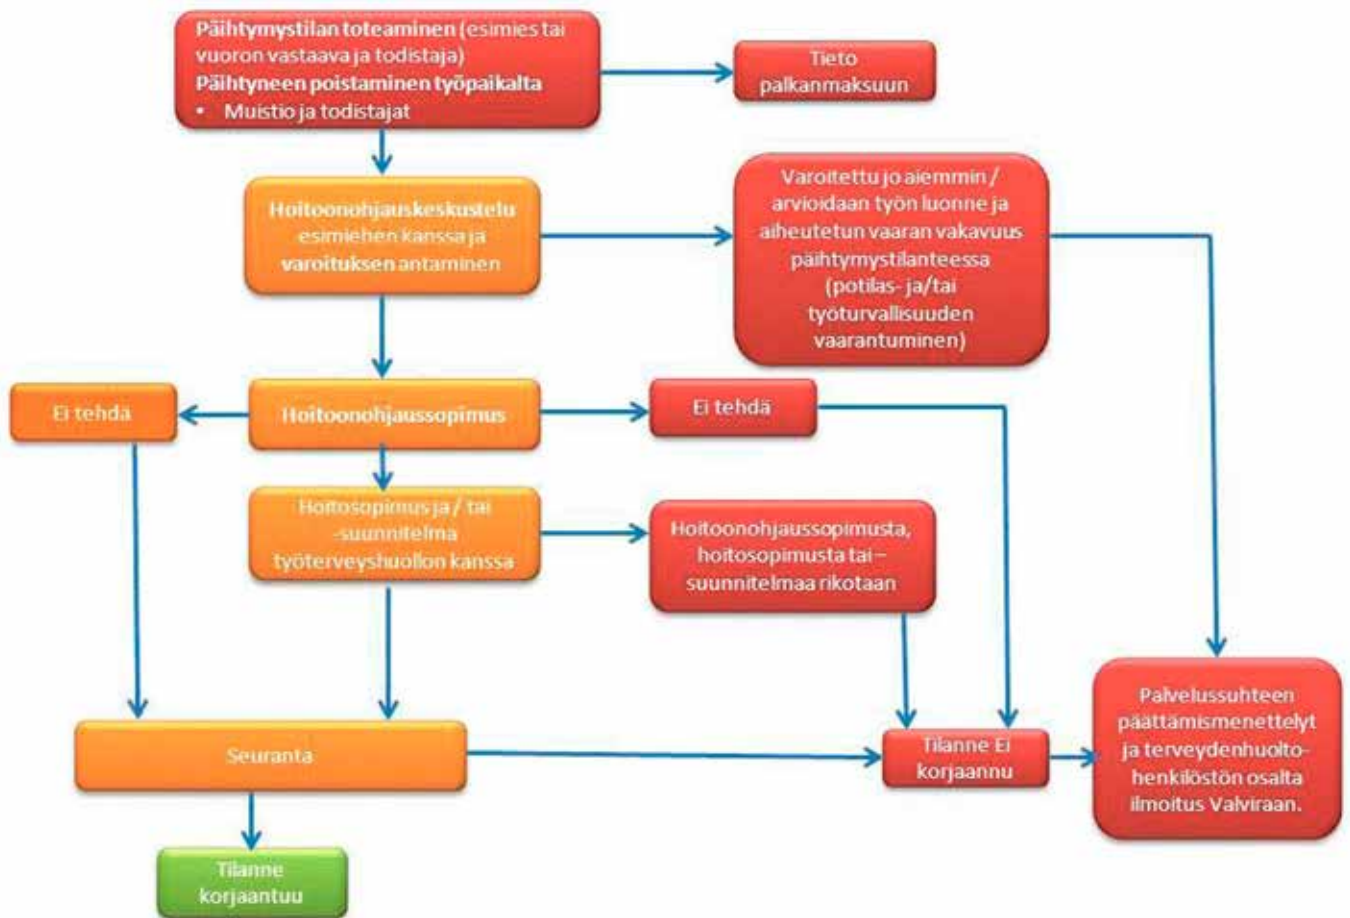 Päihtymystilan toteaminen (esimies tai
vuoron vastaava ja todistaja)
Päihtyneen poistaminen työpaikalta
• Muistio ja todistajat
Tieto
palkanmaksuun
Hoitoonohjauskeskustelu
esimiehen kanssa ja
varoituksen antaminen
Varoitettu jo aiemmin /
arvioidaan työn luonne ja
aiheutetun vaaran vakavuus
päihtymystilanteessa
(potilas- ja/tai
työturvallisuuden
vaarantuminen)
Ei tehdä
Hoitoonohjaussopimus
Ei tehdä
Hoitosopimus ja / tai
-suunnitelma
työterveyshuollon kanssa
Hoitoonohjaussopimusta,
hoitosopimusta tai –
suunnitelmaa rikotaan
Seuranta
Tilanne Ei
korjaannu
Palvelussuhteen
päättämismenettelyt
ja terveydenhuolto-
henkilöstön osalta
ilmoitus Valviraan.
Tilanne
korjaantuu